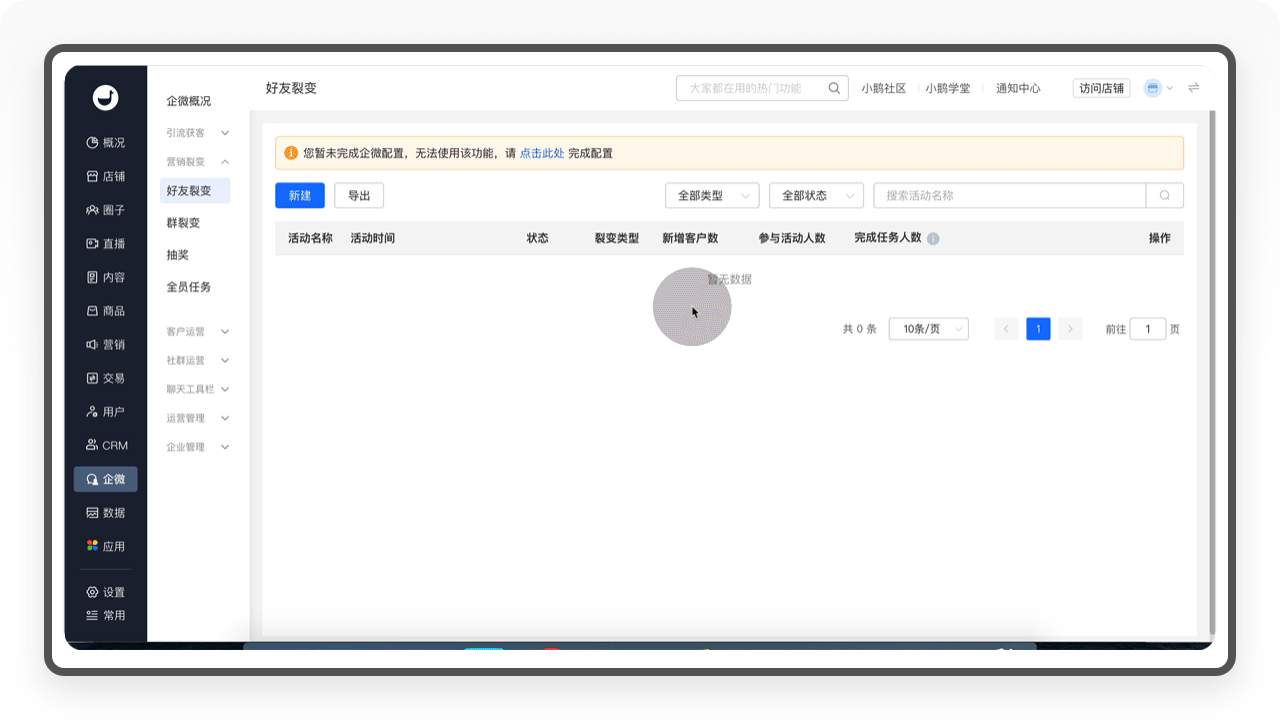 好友裂变
大家都在用的热门功能
小鹅社区
小鹅学堂
通知中心
访问店铺
概况
店铺
圈子
直播
内容
商品
营销
交易
用户
CRM
企微
数据
应用
设置
常用
企微概况
引流获客
营销裂变
好友裂变
群裂变
抽奖
全员任务
客户运营
社群运营
聊天工具栏
运营管理
企业管理
您暂未完成企微配置，无法使用该功能，请 点击此处 完成配置
新建
导出
全部类型
全部状态
搜索活动名称
活动名称 活动时间 状态 裂变类型 新增客户数 参与活动人数 完成任务人数 操作
暂无数据
共 0 条 10条/页 1 前往 1 页